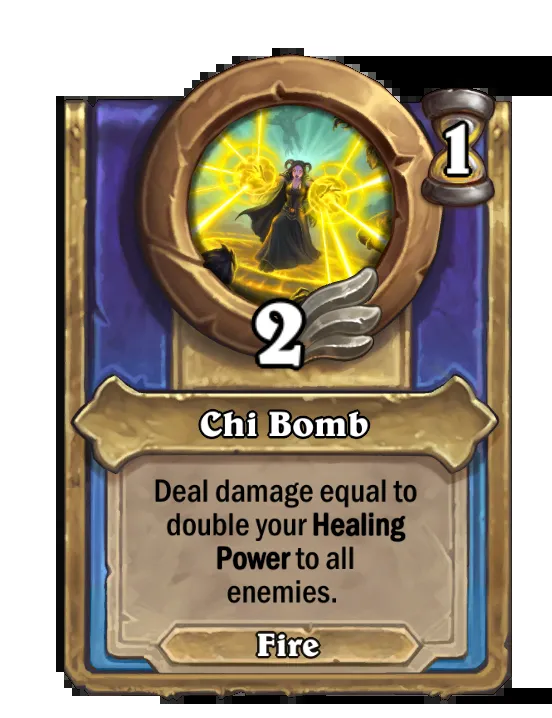 1
2
Chi Bomb
Deal damage equal to
double your Healing
Power to all
enemies.
Fire